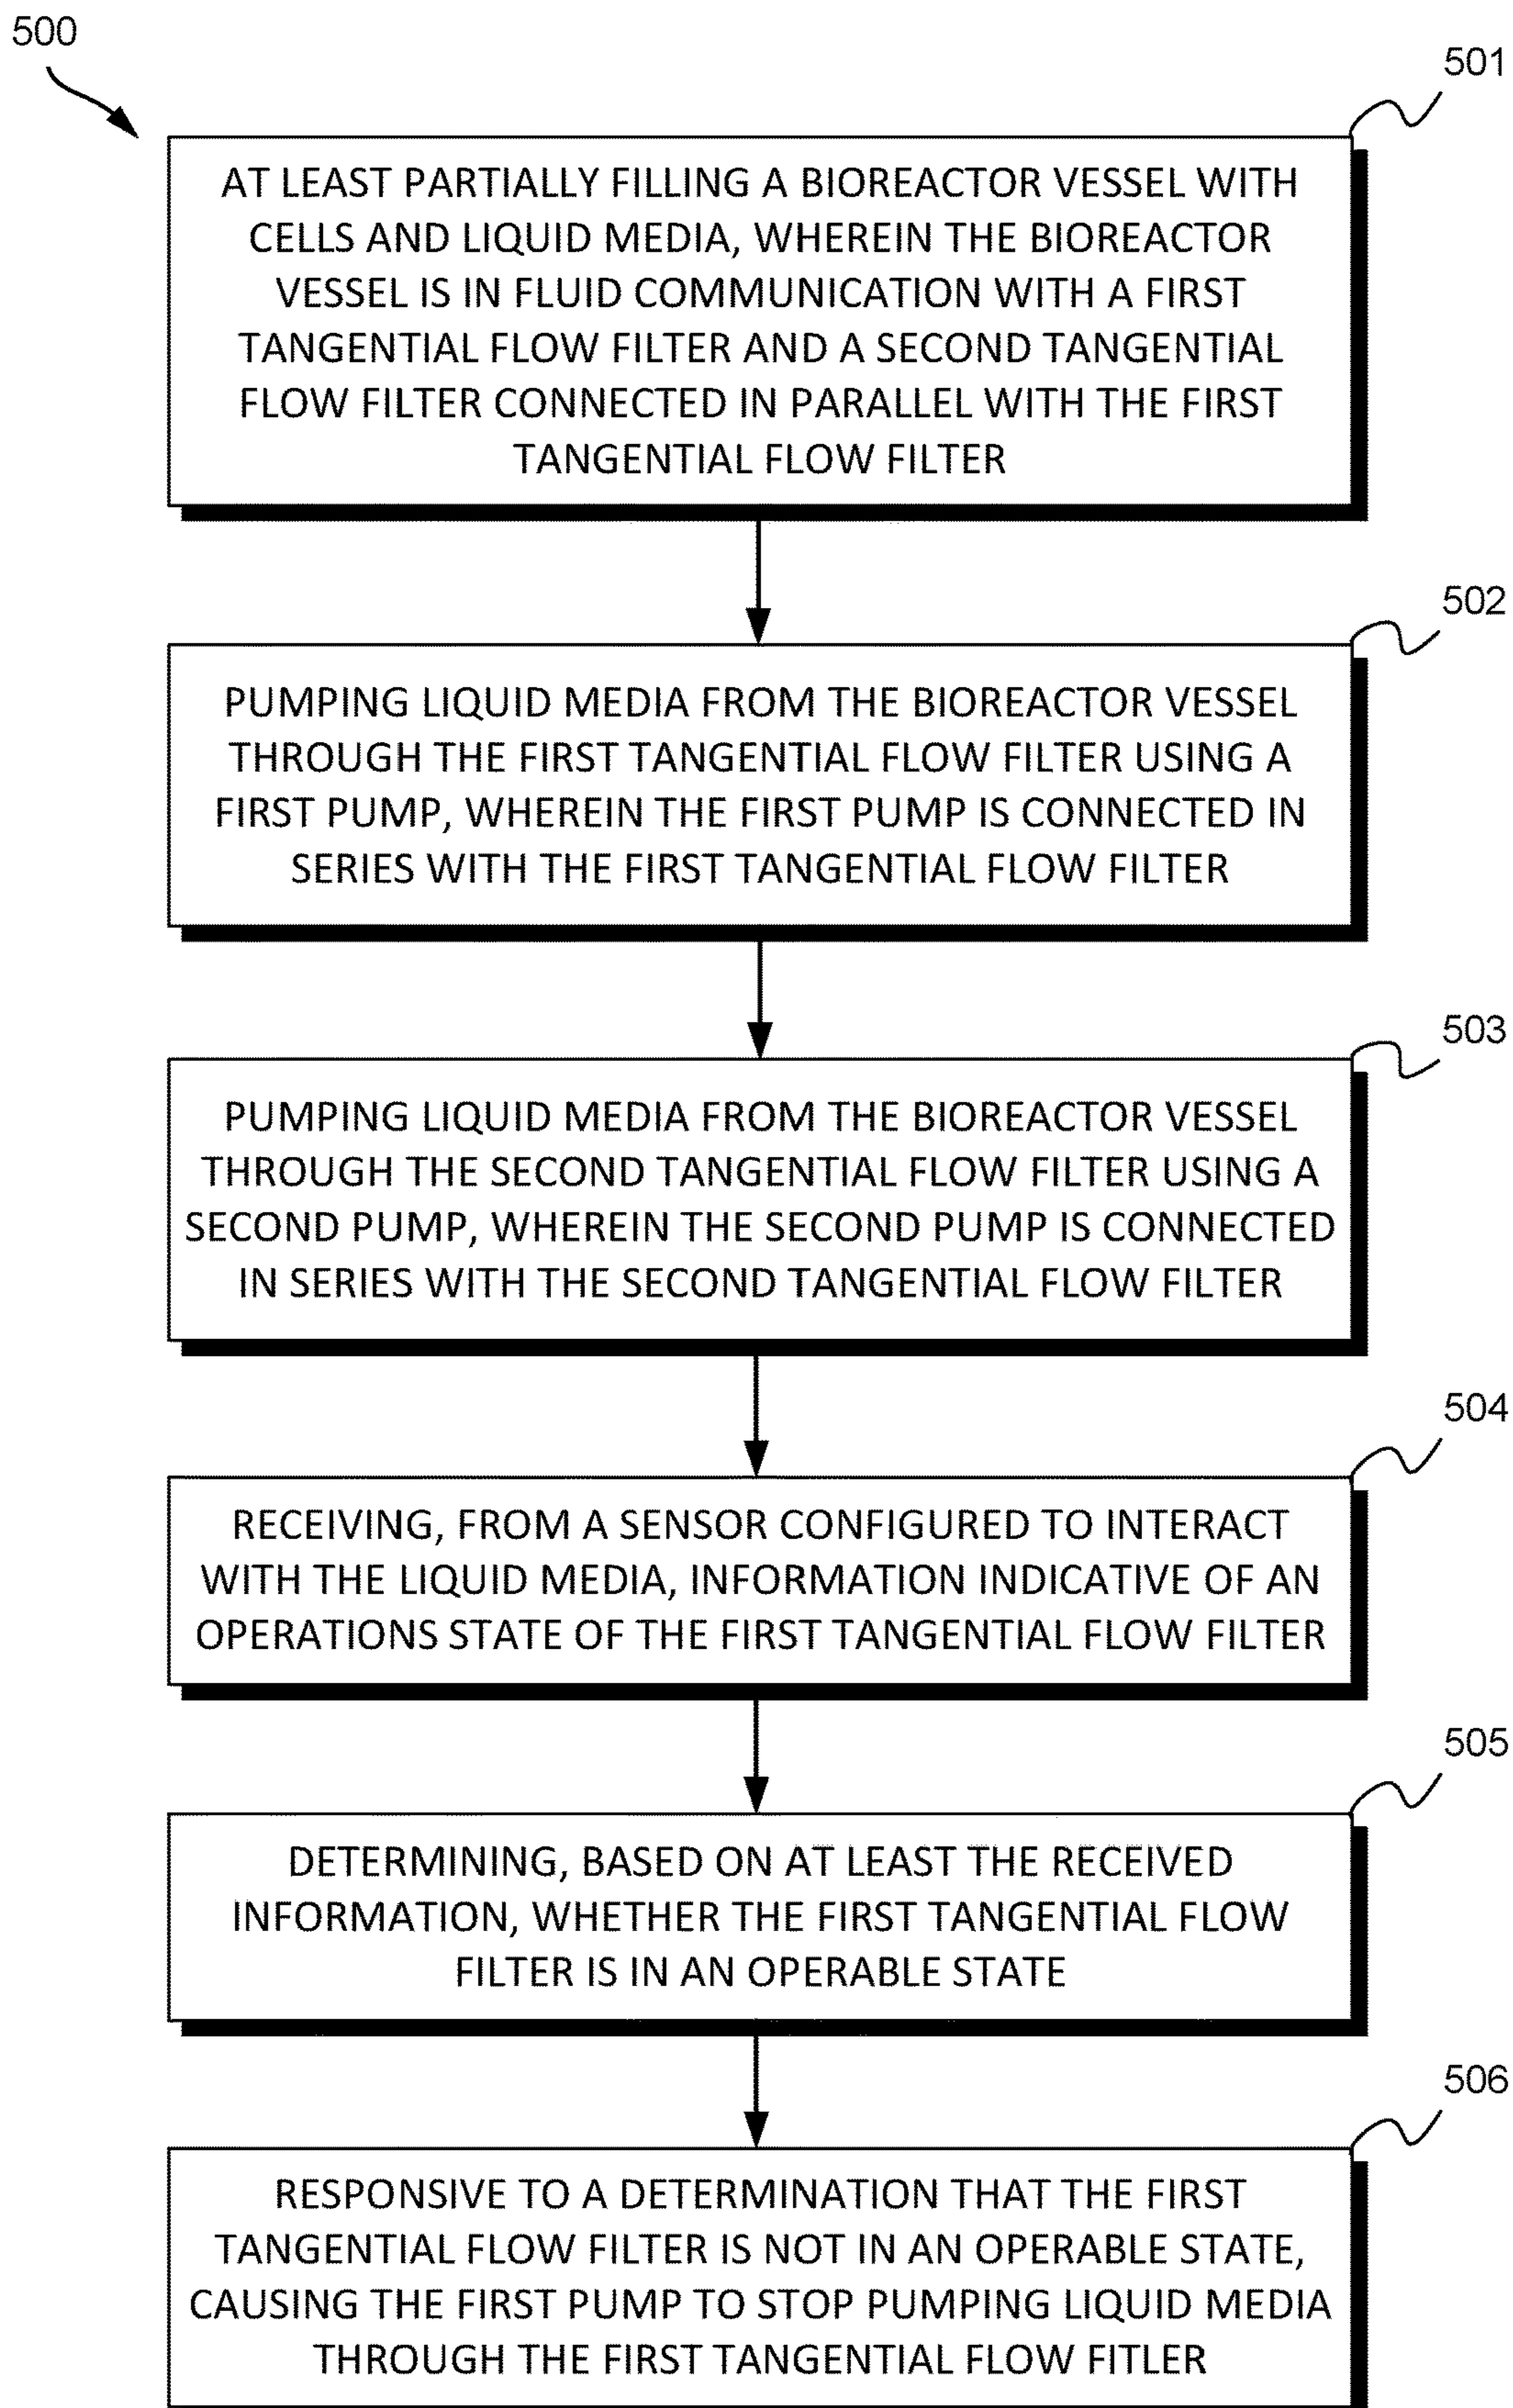 500
501
AT LEAST PARTIALLY FILLING A BIOREACTOR VESSEL WITH
CELLS AND LIQUID MEDIA, WHEREIN THE BIOREACTOR
VESSEL IS IN FLUID COMMUNICATION WITH A FIRST
TANGENTIAL FLOW FILTER AND A SECOND TANGENTIAL
FLOW FILTER CONNECTED IN PARALLEL WITH THE FIRST
TANGENTIAL FLOW FILTER
502
PUMPING LIQUID MEDIA FROM THE BIOREACTOR VESSEL
THROUGH THE FIRST TANGENTIAL FLOW FILTER USING A
FIRST PUMP, WHEREIN THE FIRST PUMP IS CONNECTED IN
SERIES WITH THE FIRST TANGENTIAL FLOW FILTER
503
PUMPING LIQUID MEDIA FROM THE BIOREACTOR VESSEL
THROUGH THE SECOND TANGENTIAL FLOW FILTER USING A
SECOND PUMP, WHEREIN THE SECOND PUMP IS CONNECTED
IN SERIES WITH THE SECOND TANGENTIAL FLOW FILTER
504
RECEIVING, FROM A SENSOR CONFIGURED TO INTERACT
WITH THE LIQUID MEDIA, INFORMATION INDICATIVE OF AN
OPERATIONS STATE OF THE FIRST TANGENTIAL FLOW FILTER
505
DETERMINING, BASED ON AT LEAST THE RECEIVED
INFORMATION, WHETHER THE FIRST TANGENTIAL FLOW
FILTER IS IN AN OPERABLE STATE
506
RESPONSIVE TO A DETERMINATION THAT THE FIRST
TANGENTIAL FLOW FILTER IS NOT IN AN OPERABLE STATE,
CAUSING THE FIRST PUMP TO STOP PUMPING LIQUID MEDIA
THROUGH THE FIRST TANGENTIAL FLOW FITLER